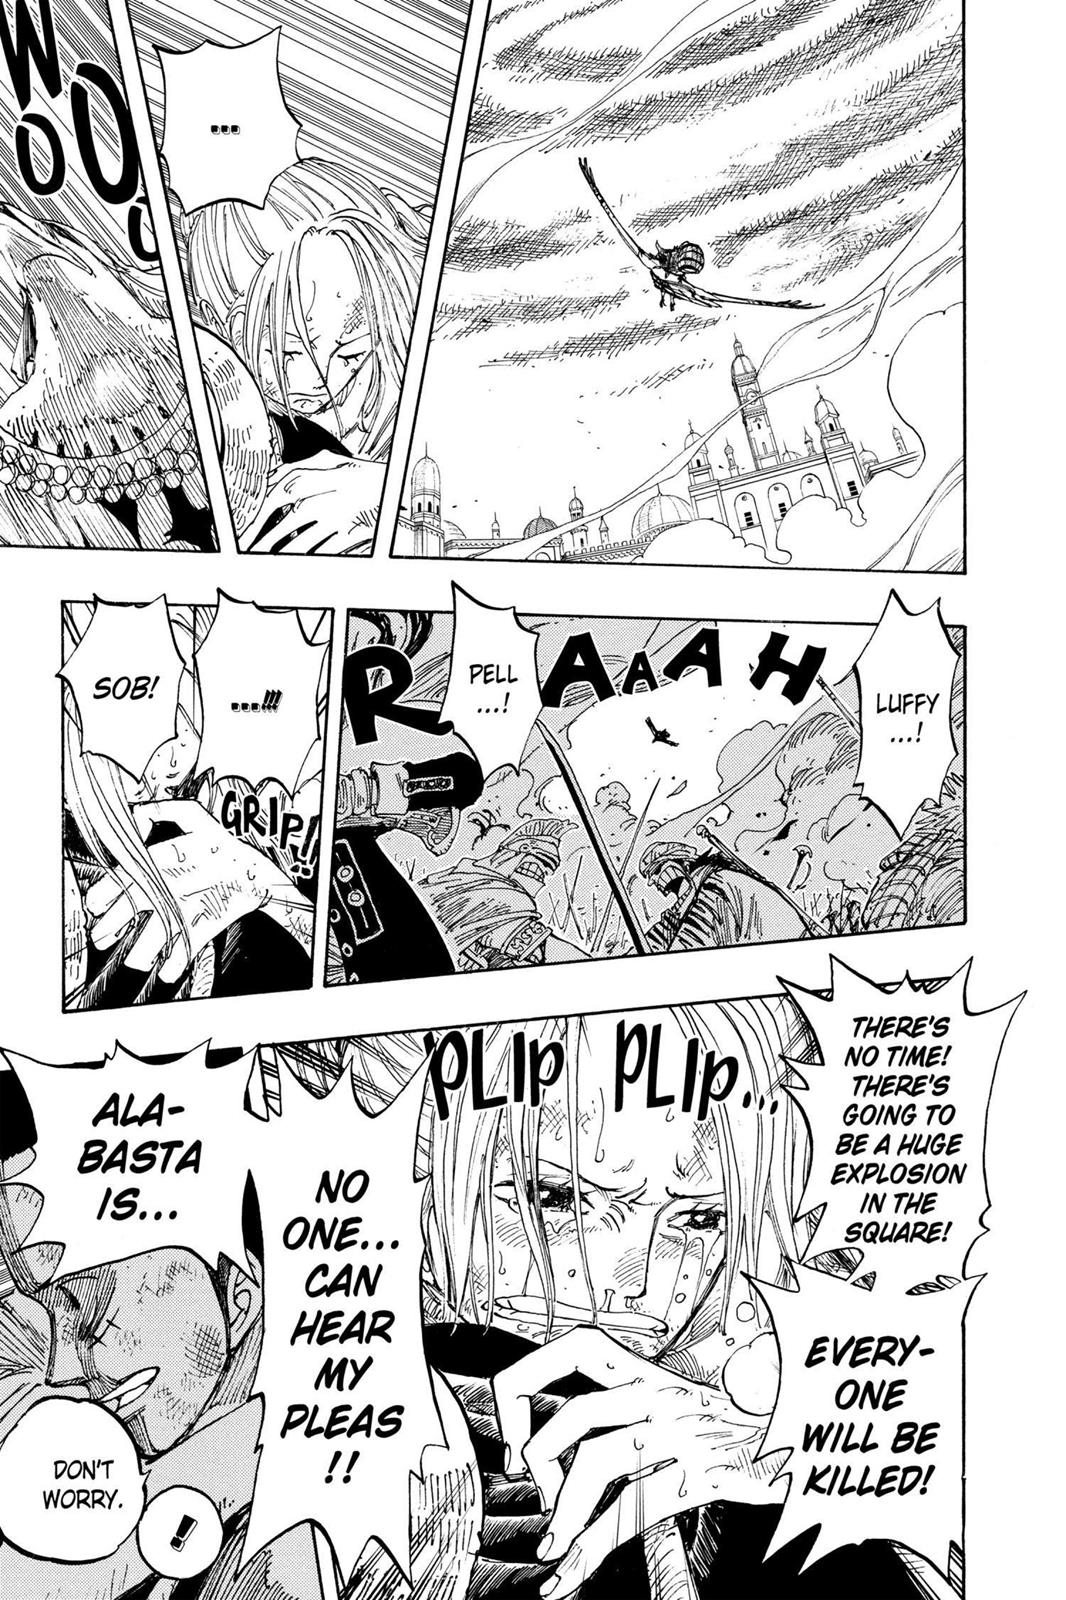 ...
WOOO
LUFFY
...!
RAAAAH
PELL
...!
...!!!
GRIP!!
SOB!
THERE'S
NO TIME!
THERE'S
GOING TO
BE A HUGE
EXPLOSION
IN THE
SQUARE!
EVERY-
ONE
WILL BE
KILLED!
PLIP PLIP...
NO
ONE...
CAN
HEAR
MY
PLEAS
!!
ALA-
BASTA
IS...
!
DON'T
WORRY.